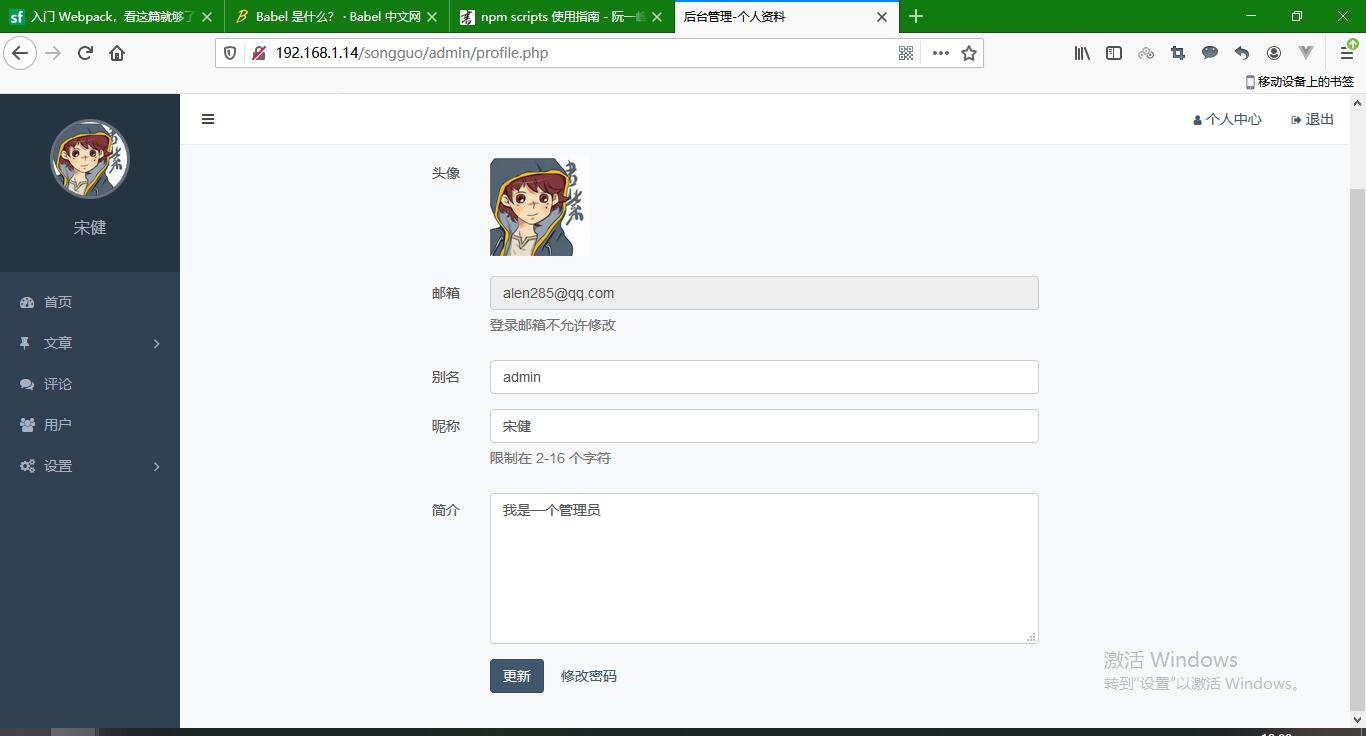 入门 Webpack，看这篇就够了
Babel 是什么？ · Babel 中文网
npm scripts 使用指南 - 阮一峰
后台管理-个人资料
192.168.1.14/songguo/admin/profile.php
移动设备上的书签
个人中心
退出
宋健
首页
文章
评论
用户
设置
头像
邮箱
alen285@qq.com
登录邮箱不允许修改
别名
admin
昵称
宋健
限制在 2-16 个字符
简介
我是一个管理员
更新
修改密码
激活 Windows
转到"设置"以激活 Windows。